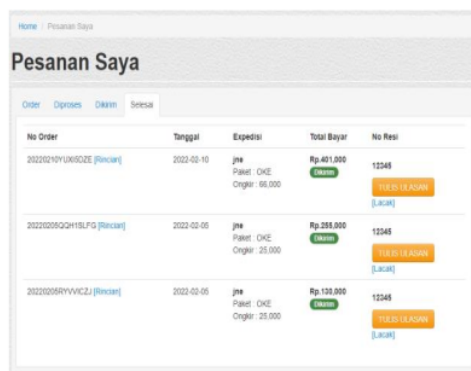 Home / Pesanan Saya
Pesanan Saya
Order Diproses Dikirim Selesai
No Order Tanggal Expedisi Total Bayar No Resi
[Rincian] 2022-02-10 jne Rp.401,000 12345
Paket : OKE Dikirim
Ongkir : 66,000 TULIS ULASAN
[Lacak]
[Rincian] 2022-02-05 jne Rp.255,000 12345
Paket : OKE Dikirim
Ongkir : 25,000 TULIS ULASAN
[Lacak]
20220205RYVVICZJ [Rincian] 2022-02-05 jne Rp.130,000 12345
Paket : OKE Dikirim
Ongkir : 25,000 TULIS ULASAN
[Lacak]